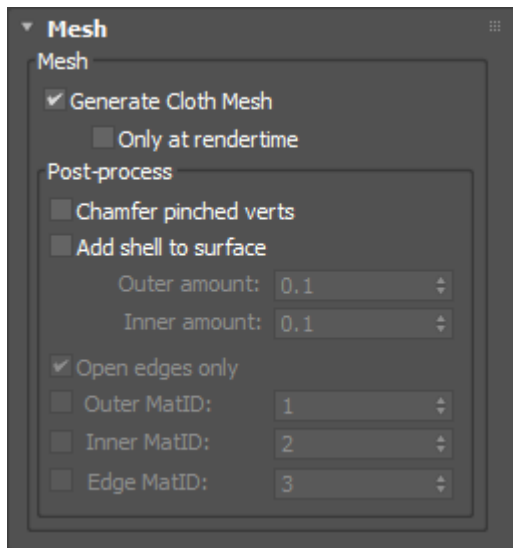 Mesh
Mesh
Generate Cloth Mesh
Only at rendertime
Post-process
Chamfer pinched verts
Add shell to surface
Outer amount: 0.1
Inner amount: 0.1
Open edges only
Outer MatID: 1
Inner MatID: 2
Edge MatID: 3